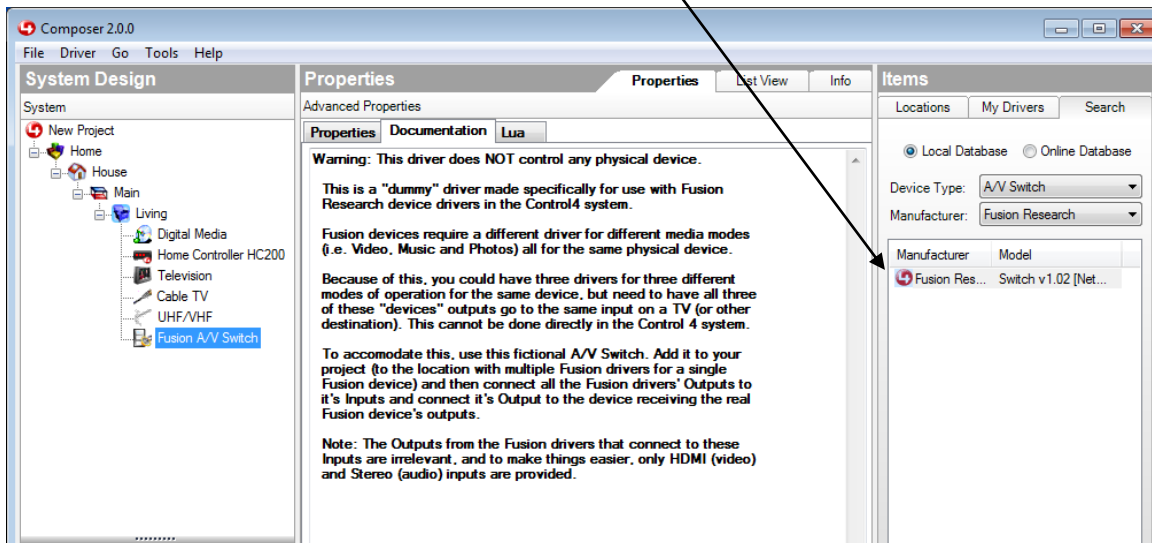 Composer 2.0.0
File Driver Go Tools Help
System Design
System
New Project
Home
House
Main
Living
Digital Media
Home Controller HC200
Television
Cable TV
UHF/VHF
Fusion A/V Switch
Properties
Properties List View Info
Advanced Properties
Properties Documentation Lua
Warning: This driver does NOT control any physical device.
This is a "dummy" driver made specifically for use with Fusion
Research device drivers in the Control4 system.
Fusion devices require a different driver for different media modes
(i.e. Video, Music and Photos) all for the same physical device.
Because of this, you could have three drivers for three different
modes of operation for the same device, but need to have all three
of these "devices" outputs go to the same input on a TV (or other
destination). This cannot be done directly in the Control 4 system.
To accomodate this, use this fictional A/V Switch. Add it to your
project (to the location with multiple Fusion drivers for a single
Fusion device) and then connect all the Fusion drivers' Outputs to
it's Inputs and connect it's Output to the device receiving the real
Fusion device's outputs.
Note: The Outputs from the Fusion drivers that connect to these
Inputs are irrelevant, and to make things easier, only HDMI (video)
and Stereo (audio) inputs are provided.
Items
Locations My Drivers Search
Local Database Online Database
Device Type: A/V Switch
Manufacturer: Fusion Research
Manufacturer Model
Fusion Res... Switch v1.02 [Net...